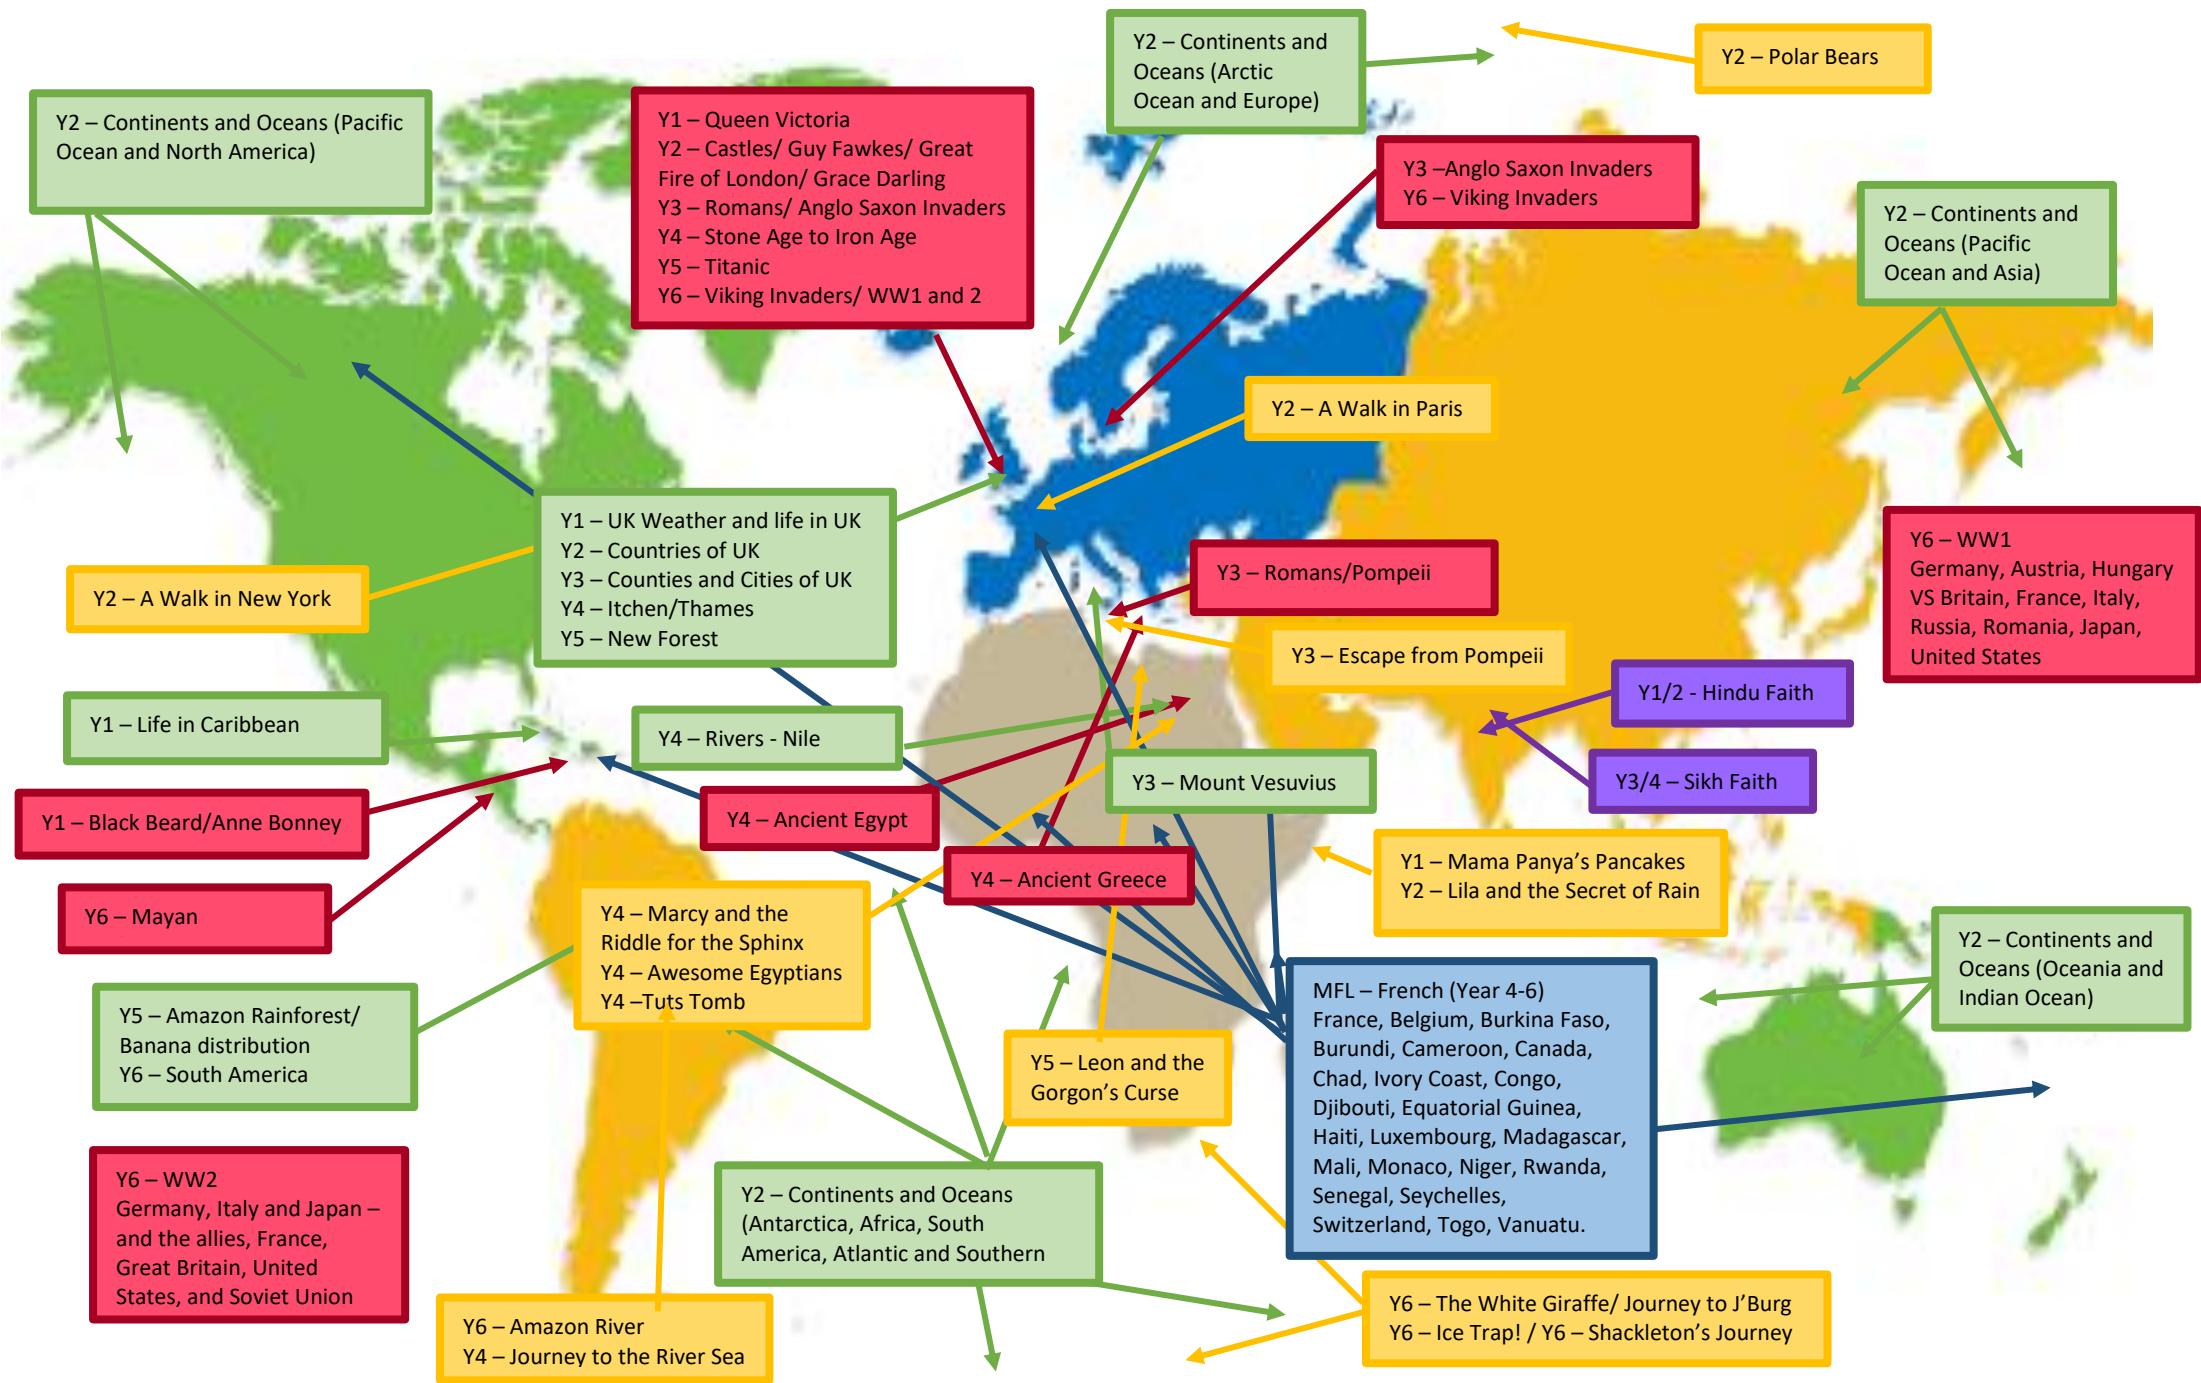 Y2 – Continents and
Oceans (Arctic
Ocean and Europe)
Y2 – Polar Bears
Y2 – Continents and Oceans (Pacific
Ocean and North America)
Y1 – Queen Victoria
Y2 – Castles/ Guy Fawkes/ Great
Fire of London/ Grace Darling
Y3 – Romans/ Anglo Saxon Invaders
Y4 – Stone Age to Iron Age
Y5 – Titanic
Y6 – Viking Invaders/ WW1 and 2
Y3 –Anglo Saxon Invaders
Y6 – Viking Invaders
Y2 – Continents and
Oceans (Pacific
Ocean and Asia)
Y2 – A Walk in Paris
Y1 – UK Weather and life in UK
Y2 – Countries of UK
Y3 – Counties and Cities of UK
Y4 – Itchen/Thames
Y5 – New Forest
Y2 – A Walk in New York
Y3 – Romans/Pompeii
Y6 – WW1
Germany, Austria, Hungary
VS Britain, France, Italy,
Russia, Romania, Japan,
United States
Y3 – Escape from Pompeii
Y1/2 - Hindu Faith
Y1 – Life in Caribbean
Y4 – Rivers - Nile
Y3 – Mount Vesuvius
Y3/4 – Sikh Faith
Y1 – Black Beard/Anne Bonney
Y4 – Ancient Egypt
Y1 – Mama Panya’s Pancakes
Y2 – Lila and the Secret of Rain
Y4 – Ancient Greece
Y6 – Mayan
Y4 – Marcy and the
Riddle for the Sphinx
Y4 – Awesome Egyptians
Y4 –Tuts Tomb
Y2 – Continents and
Oceans (Oceania and
Indian Ocean)
Y5 – Amazon Rainforest/
Banana distribution
Y6 – South America
MFL – French (Year 4-6)
France, Belgium, Burkina Faso,
Burundi, Cameroon, Canada,
Chad, Ivory Coast, Congo,
Djibouti, Equatorial Guinea,
Haiti, Luxembourg, Madagascar,
Mali, Monaco, Niger, Rwanda,
Senegal, Seychelles,
Switzerland, Togo, Vanuatu.
Y5 – Leon and the
Gorgon’s Curse
Y6 – WW2
Germany, Italy and Japan –
and the allies, France,
Great Britain, United
States, and Soviet Union
Y2 – Continents and Oceans
(Antarctica, Africa, South
America, Atlantic and Southern
Y6 – Amazon River
Y4 – Journey to the River Sea
Y6 – The White Giraffe/ Journey to J’Burg
Y6 – Ice Trap! / Y6 – Shackleton’s Journey